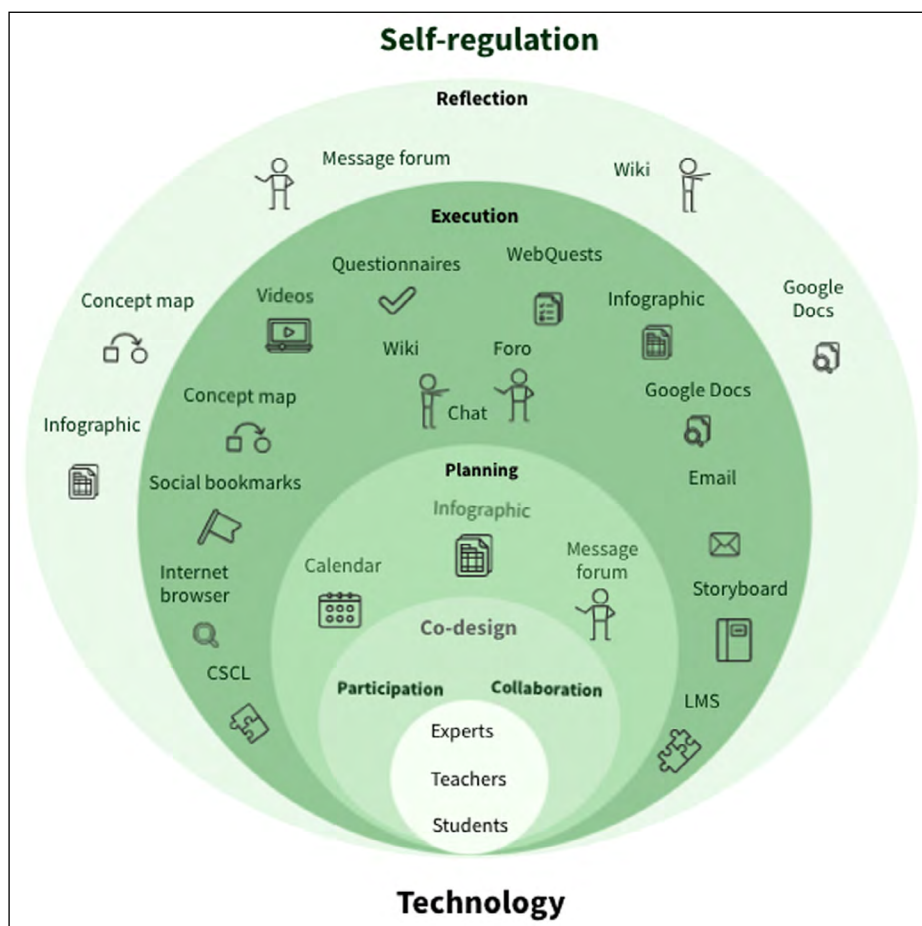 Self-regulation
Reflection
Message forum
Wiki
Execution
Questionnaires
WebQuests
Videos
Infographic
Concept map
Google
Docs
Wiki
Foro
Concept map
Chat
Google Docs
Infographic
Planning
Social bookmarks
Email
Infographic
Calendar
Message
forum
Internet
browser
Storyboard
Co-design
CSCL
Participation
Collaboration
LMS
Experts
Teachers
Students
Technology